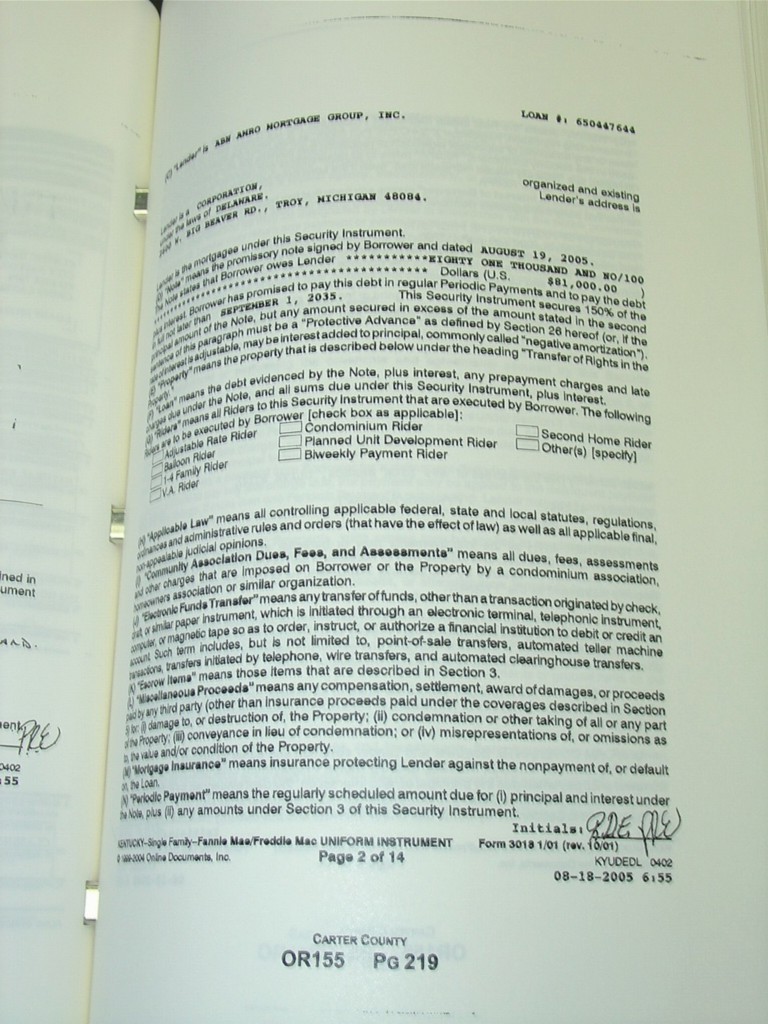 LOAN #: 650447644
(C) "Lender" is ABN AMRO MORTGAGE GROUP, INC.
Lender is a CORPORATION, organized and existing
under the laws of DELAWARE. Lender's address is
W. BIG BEAVER RD., TROY, MICHIGAN 48084.
Lender is the mortgagee under this Security Instrument.
(D) "Note" means the promissory note signed by Borrower and dated AUGUST 19, 2005.
The Note states that Borrower owes Lender **********EIGHTY ONE THOUSAND AND NO/100
Dollars (U.S. $81,000.00 )
plus interest. Borrower has promised to pay this debt in regular Periodic Payments and to pay the debt
in full not later than SEPTEMBER 1, 2035. This Security Instrument secures 150% of the
principal amount of the Note, but any amount secured in excess of the amount stated in the second
sentence of this paragraph must be a "Protective Advance" as defined by Section 26 hereof (or, if the
rate of interest is adjustable, may be interest added to principal, commonly called "negative amortization").
(E) "Property" means the property that is described below under the heading "Transfer of Rights in the
Property."
(F) "Loan" means the debt evidenced by the Note, plus interest, any prepayment charges and late
charges due under the Note, and all sums due under this Security Instrument, plus interest.
(G) "Riders" means all Riders to this Security Instrument that are executed by Borrower. The following
Riders are to be executed by Borrower [check box as applicable]:
Adjustable Rate Rider Condominium Rider Second Home Rider
Balloon Rider Planned Unit Development Rider Other(s) [specify]
1-4 Family Rider Biweekly Payment Rider
V.A. Rider
(H) "Applicable Law" means all controlling applicable federal, state and local statutes, regulations,
ordinances and administrative rules and orders (that have the effect of law) as well as all applicable final,
non-appealable judicial opinions.
(I) "Community Association Dues, Fees, and Assessments" means all dues, fees, assessments
and other charges that are imposed on Borrower or the Property by a condominium association,
homeowners association or similar organization.
(J) "Electronic Funds Transfer" means any transfer of funds, other than a transaction originated by check,
draft, or similar paper instrument, which is initiated through an electronic terminal, telephonic instrument,
computer, or magnetic tape so as to order, instruct, or authorize a financial institution to debit or credit an
account. Such term includes, but is not limited to, point-of-sale transfers, automated teller machine
transactions, transfers initiated by telephone, wire transfers, and automated clearinghouse transfers.
(K) "Escrow Items" means those items that are described in Section 3.
(L) "Miscellaneous Proceeds" means any compensation, settlement, award of damages, or proceeds
paid by any third party (other than insurance proceeds paid under the coverages described in Section
5) for: (i) damage to, or destruction of, the Property; (ii) condemnation or other taking of all or any part
of the Property; (iii) conveyance in lieu of condemnation; or (iv) misrepresentations of, or omissions as
to, the value and/or condition of the Property.
(M) "Mortgage Insurance" means insurance protecting Lender against the nonpayment of, or default
on, the Loan.
(N) "Periodic Payment" means the regularly scheduled amount due for (i) principal and interest under
the Note, plus (ii) any amounts under Section 3 of this Security Instrument.
Initials:
KENTUCKY-Single Family-Fannie Mae/Freddie Mac UNIFORM INSTRUMENT Form 3018 1/01 (rev. 10/01)
© 1999-2004 Online Documents, Inc. Page 2 of 14
KYUDEDL 0402
08-18-2005 6:55
CARTER COUNTY
OR155 PG 219